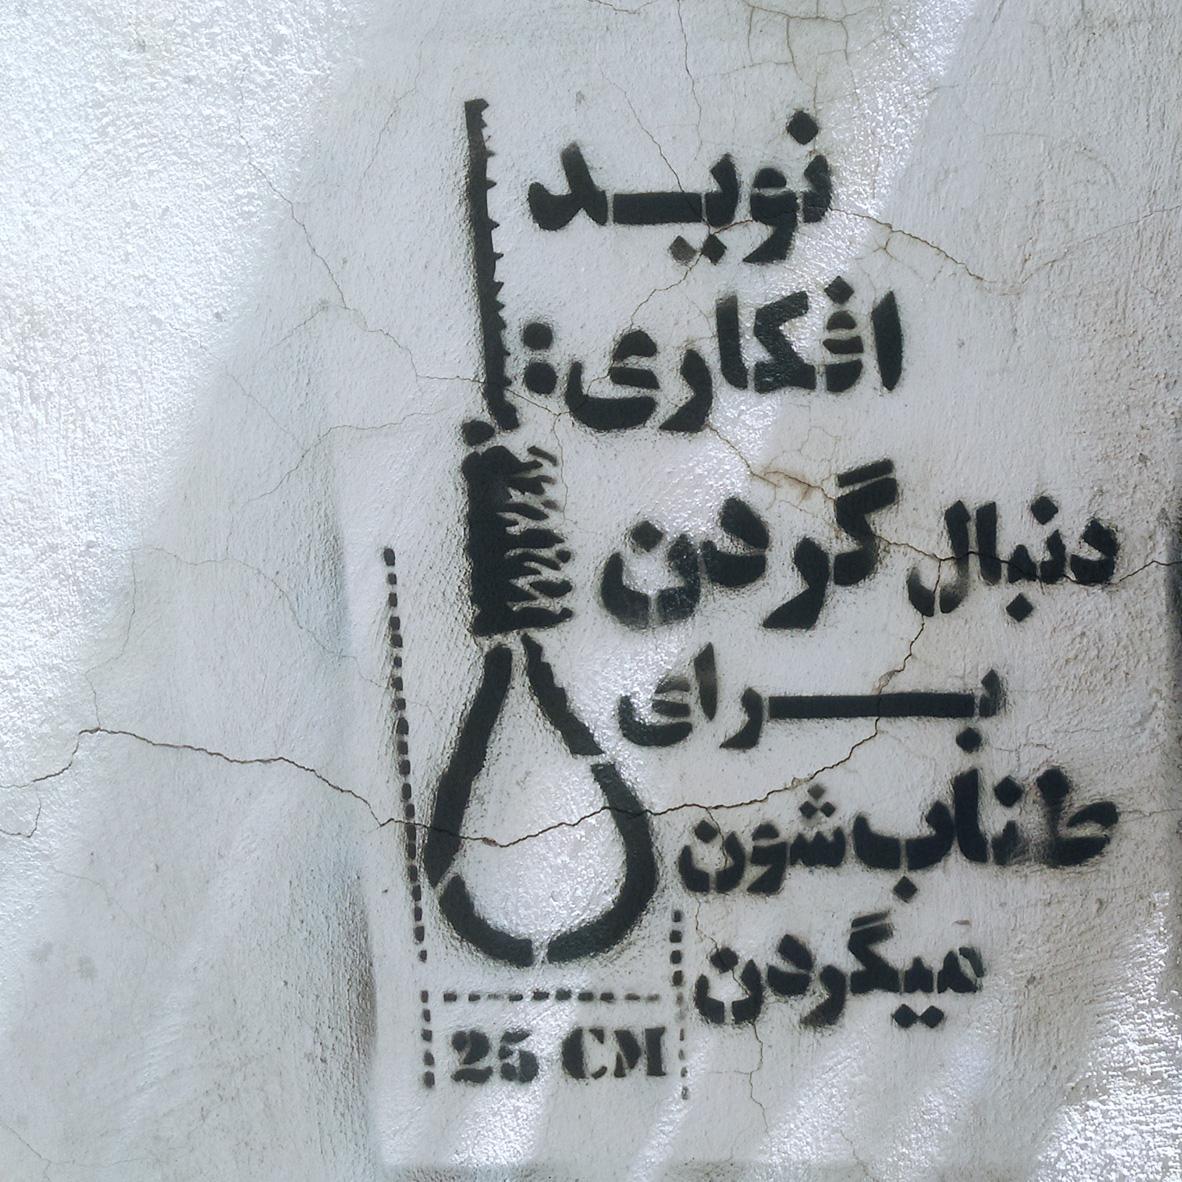 نوید
افکاری:
دنبال گردن
برای
طناب‌شون
میگردن
25 CM